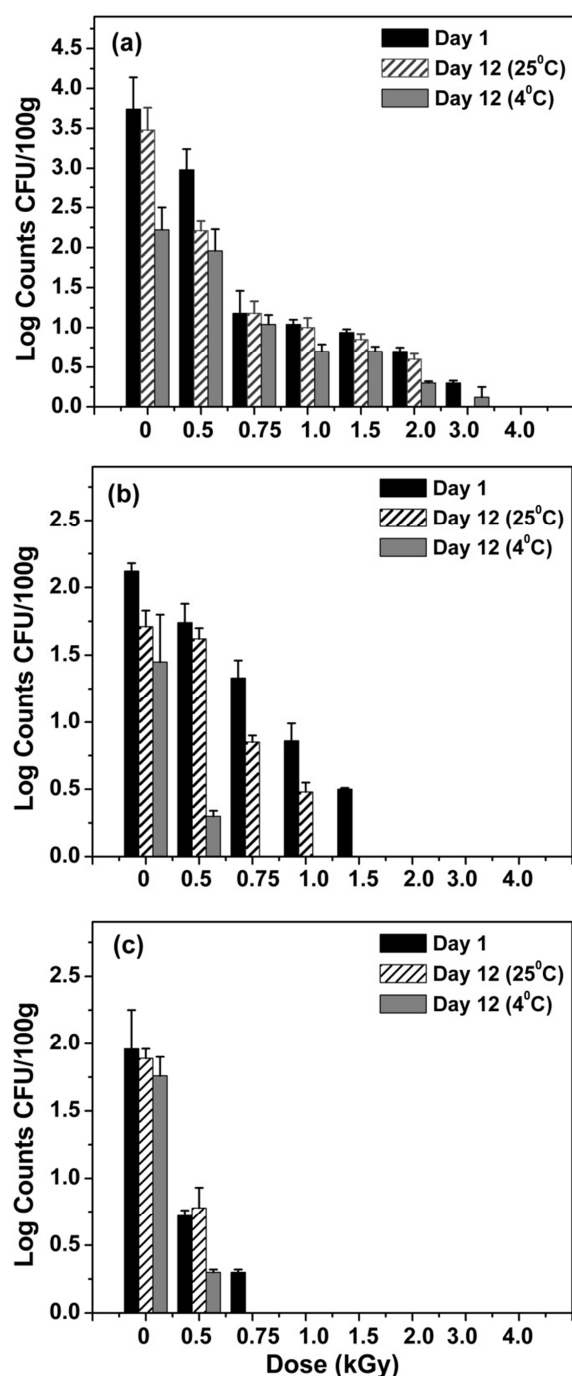 (a)
Day 1
Day 12 (25⁰C)
Day 12 (4⁰C)
Log Counts CFU/100g
4.5
4.0
3.5
3.0
2.5
2.0
1.5
1.0
0.5
0.0
0 0.5 0.75 1.0 1.5 2.0 3.0 4.0
(b)
Day 1
Day 12 (25⁰C)
Day 12 (4⁰C)
Log Counts CFU/100g
2.5
2.0
1.5
1.0
0.5
0.0
0 0.5 0.75 1.0 1.5 2.0 3.0 4.0
(c)
Day 1
Day 12 (25⁰C)
Day 12 (4⁰C)
Log Counts CFU/100g
2.5
2.0
1.5
1.0
0.5
0.0
0 0.5 0.75 1.0 1.5 2.0 3.0 4.0
Dose (kGy)